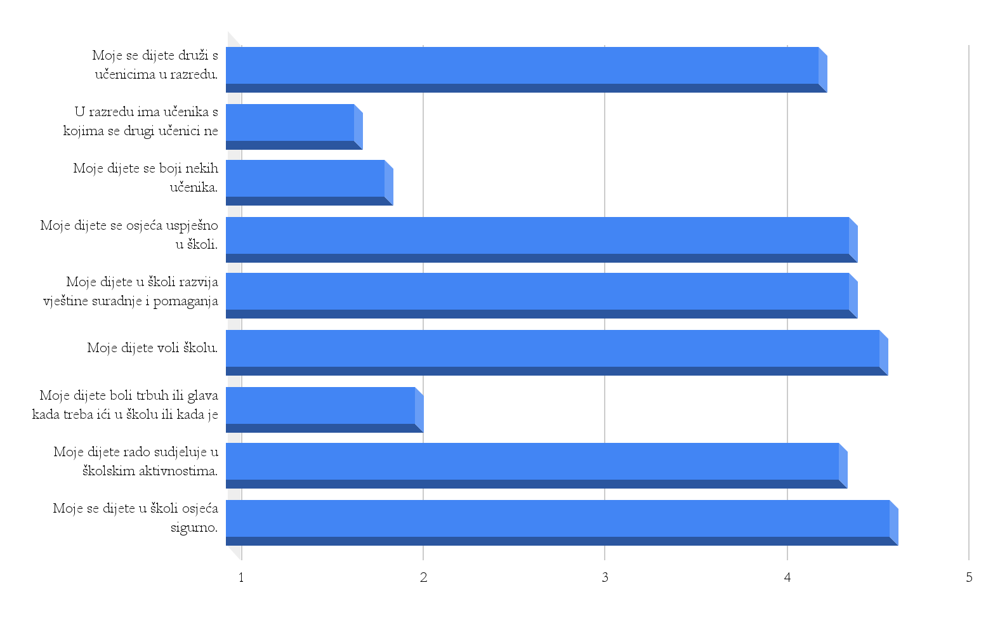 Moje se dijete druži s
učenicima u razredu.
U razredu ima učenika s
kojima se drugi učenici ne
Moje dijete se boji nekih
učenika.
Moje dijete se osjeća uspješno
u školi.
Moje dijete u školi razvija
vještine suradnje i pomaganja
Moje dijete voli školu.
Moje dijete boli trbuh ili glava
kada treba ići u školu ili kada je
Moje dijete rado sudjeluje u
školskim aktivnostima.
Moje se dijete u školi osjeća
sigurno.
1 2 3 4 5